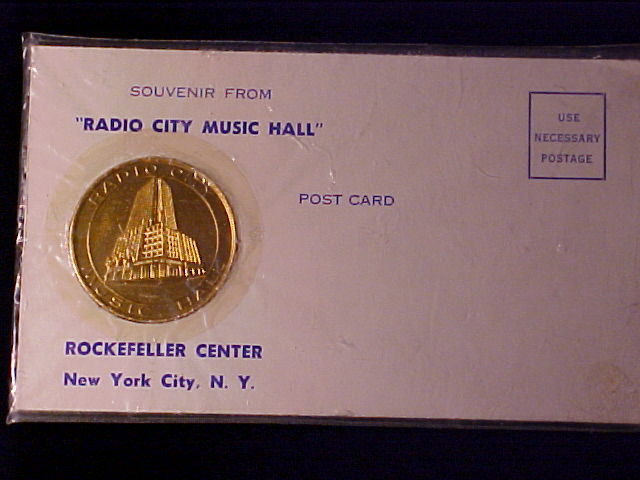 SOUVENIR FROM
"RADIO CITY MUSIC HALL"
USE
NECESSARY
POSTAGE
POST CARD
RADIO CITY
MUSIC HALL
ROCKEFELLER CENTER
New York City, N. Y.